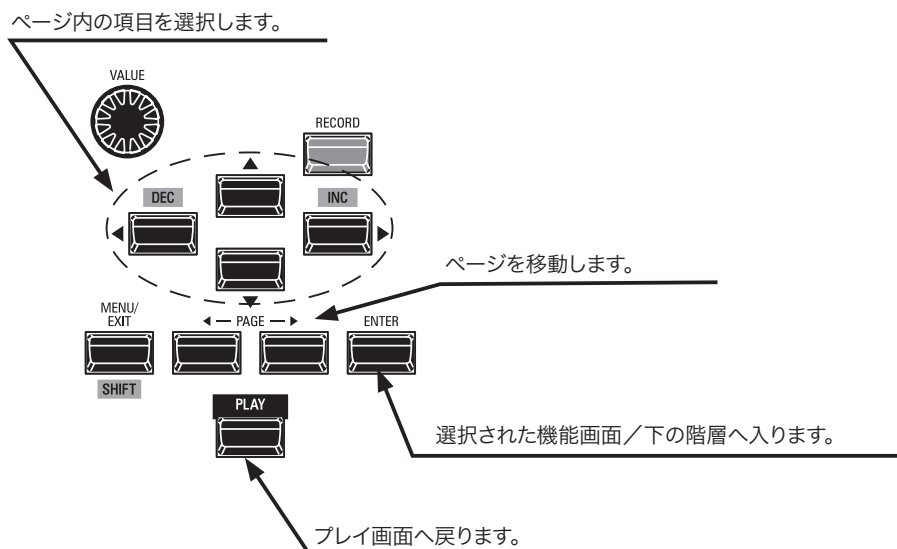 ページ内の項目を選択します。
VALUE
RECORD
DEC
INC
ページを移動します。
MENU/
EXIT
PAGE
ENTER
SHIFT
PLAY
選択された機能画面／下の階層へ入ります。
プレイ画面へ戻ります。